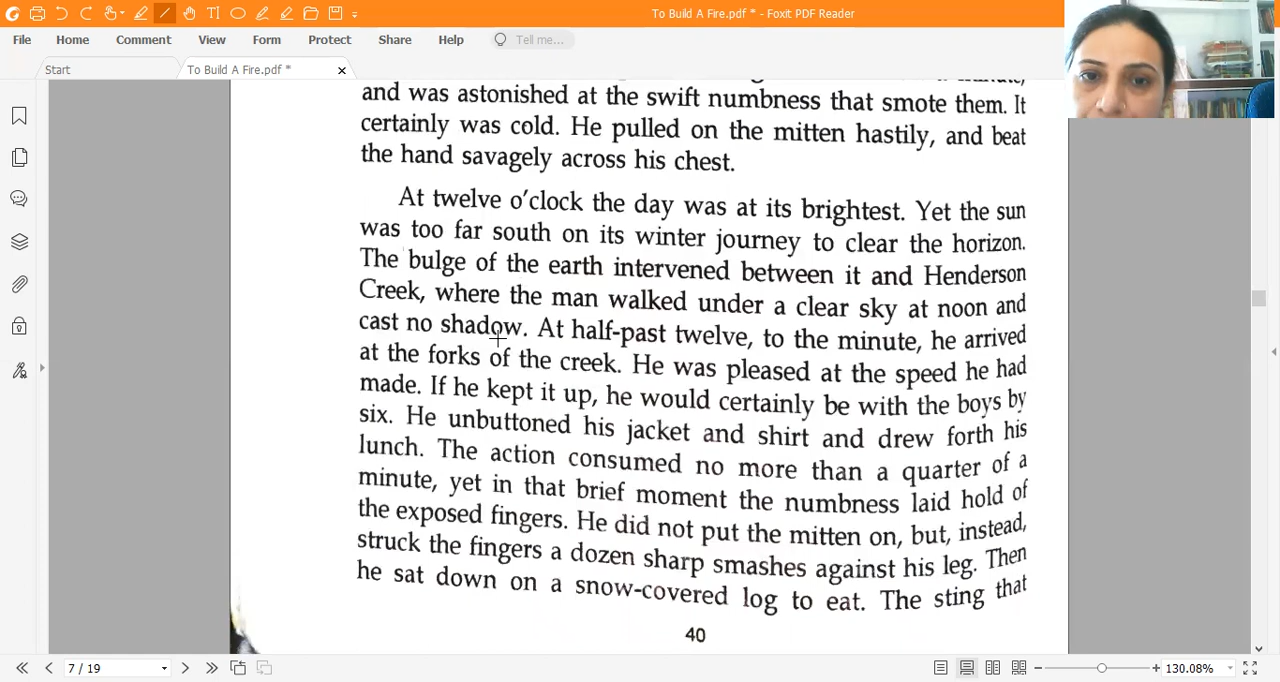 To Build A Fire.pdf * - Foxit PDF Reader
File Home Comment View Form Protect Share Help Tell me...
Start To Build A Fire.pdf *
minute,
and was astonished at the swift numbness that smote them. It
certainly was cold. He pulled on the mitten hastily, and beat
the hand savagely across his chest.
At twelve o'clock the day was at its brightest. Yet the sun
was too far south on its winter journey to clear the horizon.
The bulge of the earth intervened between it and Henderson
Creek, where the man walked under a clear sky at noon and
cast no shadow. At half-past twelve, to the minute, he arrived
at the forks of the creek. He was pleased at the speed he had
made. If he kept it up, he would certainly be with the boys by
six. He unbuttoned his jacket and shirt and drew forth his
lunch. The action consumed no more than a quarter of a
minute, yet in that brief moment the numbness laid hold of
the exposed fingers. He did not put the mitten on, but, instead,
struck the fingers a dozen sharp smashes against his leg. Then
he sat down on a snow-covered log to eat. The sting that
40
7 / 19
130.08%